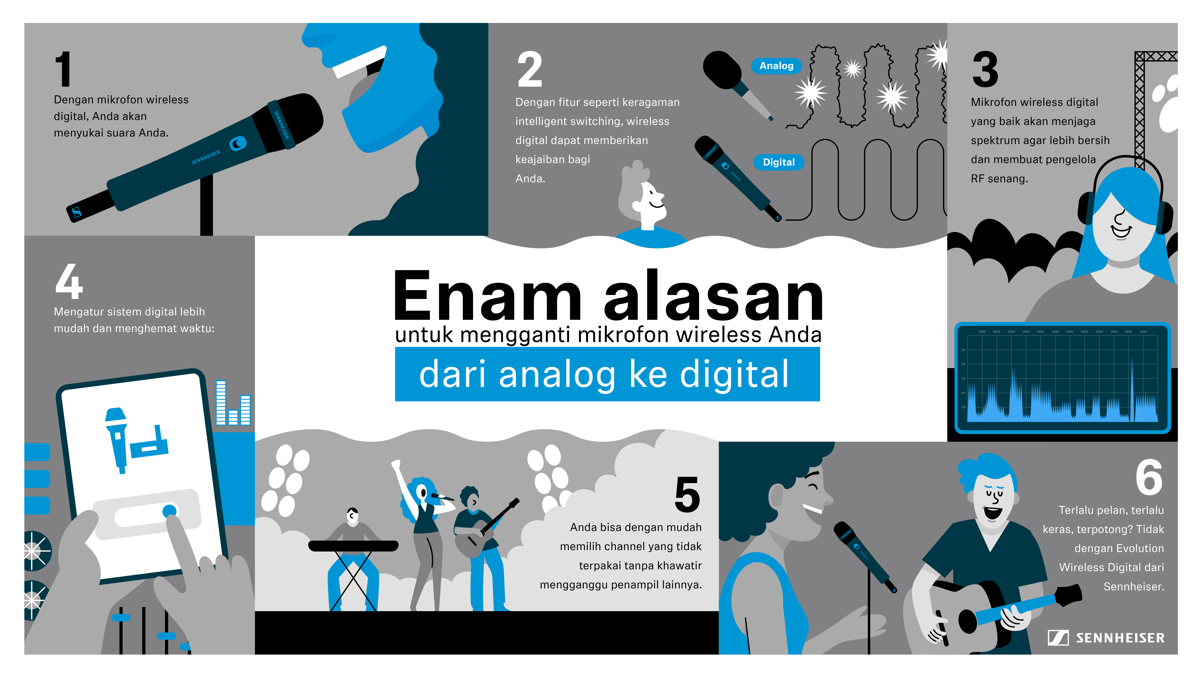 1
Dengan mikrofon wireless
digital, Anda akan
menyukai suara Anda.
SENNHEISER
SENNHEISER
2
Dengan fitur seperti keragaman
intelligent switching, wireless
digital dapat memberikan
keajaiban bagi
Anda.
Analog
Digital
3
Mikrofon wireless digital
yang baik akan menjaga
spektrum agar lebih bersih
dan membuat pengelola
RF senang.
4
Mengatur sistem digital lebih
mudah dan menghemat waktu:
Enam alasan
untuk mengganti mikrofon wireless Anda
dari analog ke digital
5
Anda bisa dengan mudah
memilih channel yang tidak
terpakai tanpa khawatir
mengganggu penampil lainnya.
6
Terlalu pelan, terlalu
keras, terpotong? Tidak
dengan Evolution
Wireless Digital dari
Sennheiser.
SENNHEISER